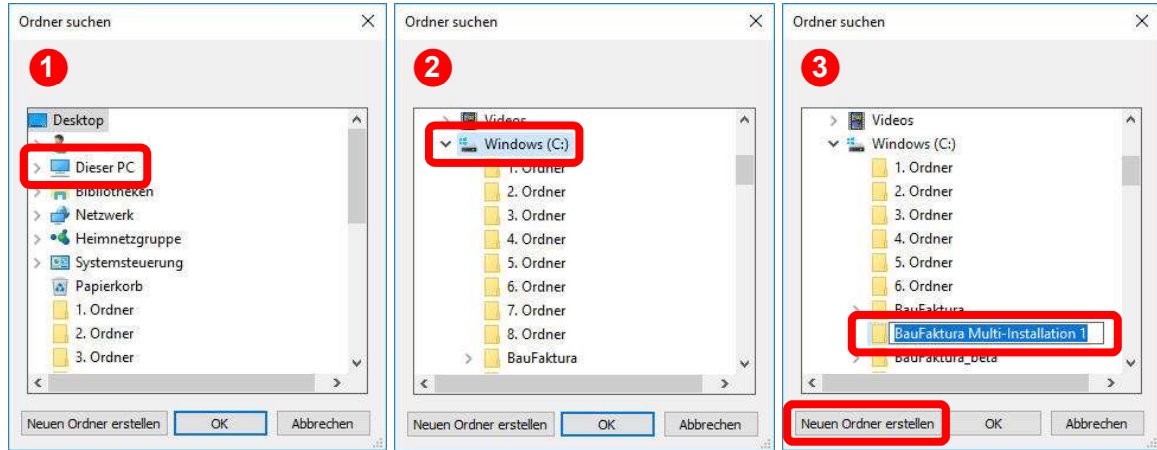 Ordner suchen
1
Desktop
Dieser PC
Bibliotheken
Netzwerk
Heimnetzgruppe
Systemsteuerung
Papierkorb
1. Ordner
2. Ordner
3. Ordner
Neuen Ordner erstellen
OK
Abbrechen
Ordner suchen
2
Videos
Windows (C:)
1. Ordner
2. Ordner
3. Ordner
4. Ordner
5. Ordner
6. Ordner
7. Ordner
8. Ordner
BauFaktura
Neuen Ordner erstellen
OK
Abbrechen
Ordner suchen
3
Videos
Windows (C:)
1. Ordner
2. Ordner
3. Ordner
4. Ordner
5. Ordner
6. Ordner
BauFaktura
BauFaktura Multi-Installation 1
BauFaktura_beta
Neuen Ordner erstellen
OK
Abbrechen